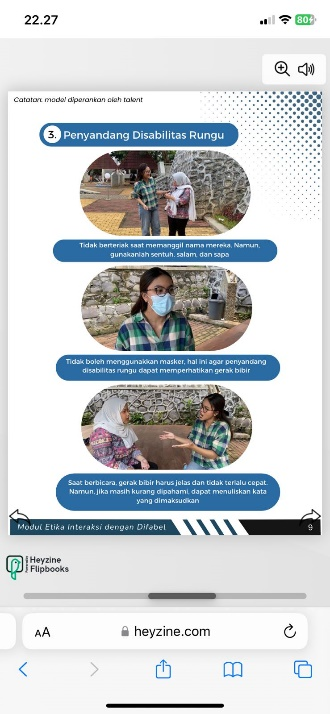 22.27
80
Catatan: model diperankan oleh talent
3. Penyandang Disabilitas Rungu
Tidak berteriak saat memanggil nama mereka. Namun,
gunakanlah sentuh, salam, dan sapa
Tidak boleh menggunakkan masker, hal ini agar penyandang
disabilitas rungu dapat memperhatikan gerak bibir
Saat berbicara, gerak bibir harus jelas dan tidak terlalu cepat.
Namun, jika masih kurang dipahami, dapat menuliskan kata
yang dimaksudkan
Modul Etika Interaksi dengan Difabel
9
Heyzine
Flipbooks
AA
heyzine.com